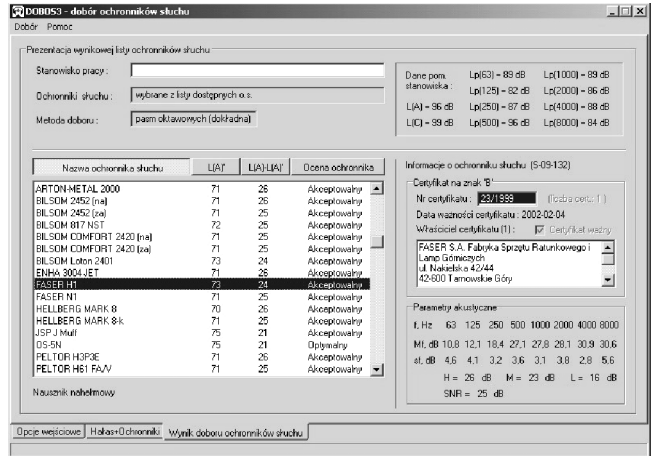 DOBOS3 - dobór ochronników słuchu
Dobór Pomoc
Prezentacja wynikowej listy ochronników słuchu
Stanowisko pracy :
Ochronniki słuchu : wybrane z listy dostępnych o.s.
Metoda doboru : pasm oktawowych (dokładna)
Dane pom. stanowiska :
Lp(63) = 89 dB Lp(1000) = 89 dB
Lp(125) = 82 dB Lp(2000) = 86 dB
L(A) = 96 dB Lp(250) = 87 dB Lp(4000) = 88 dB
L(C) = 99 dB Lp(500) = 96 dB Lp(8000) = 84 dB
Nazwa ochronnika słuchu L(A)' L(A)-L(A)' Ocena ochronnika
ARTON-METAL 2000 71 26 Akceptowalny
BILSOM 2452 (na) 71 26 Akceptowalny
BILSOM 2452 (za) 71 25 Akceptowalny
BILSOM 817 NST 72 25 Akceptowalny
BILSOM COMFORT 2420 (na) 71 25 Akceptowalny
BILSOM COMFORT 2420 (za) 71 25 Akceptowalny
BILSOM Loton 2401 73 24 Akceptowalny
ENHA 3004 JET 71 26 Akceptowalny
FASER H1 73 24 Akceptowalny
FASER N1 71 25 Akceptowalny
HELLBERG MARK 8 70 26 Akceptowalny
HELLBERG MARK 8-k 71 25 Akceptowalny
JSP J Muff 75 21 Akceptowalny
OS-5N 75 21 Optymalny
PELTOR H3P3E 71 26 Akceptowalny
PELTOR H61 FA/V 71 25 Akceptowalny
Nausznik nahełmowy
Informacje o ochronniku słuchu (S-09-132)
Certyfikat na znak 'B'
Nr certyfikatu : 23/1999 (liczba cert.: 1 )
Data ważności certyfikatu : 2002-02-04
Właściciel certyfikatu (1) : Certyfikat ważny
FASER S.A. Fabryka Sprzętu Ratunkowego i
Lamp Górniczych
ul. Nakielska 42/44
42-600 Tarnowskie Góry
Parametry akustyczne
f, Hz 63 125 250 500 1000 2000 4000 8000
Mf, dB 10,8 12,1 18,4 27,1 27,8 28,1 30,9 30,6
sf, dB 4,6 4,1 3,2 3,6 3,1 3,8 2,8 5,6
H = 26 dB M = 23 dB L = 16 dB
SNR = 25 dB
Opcje wejściowe Hałas+Ochronniki Wynik doboru ochronników słuchu